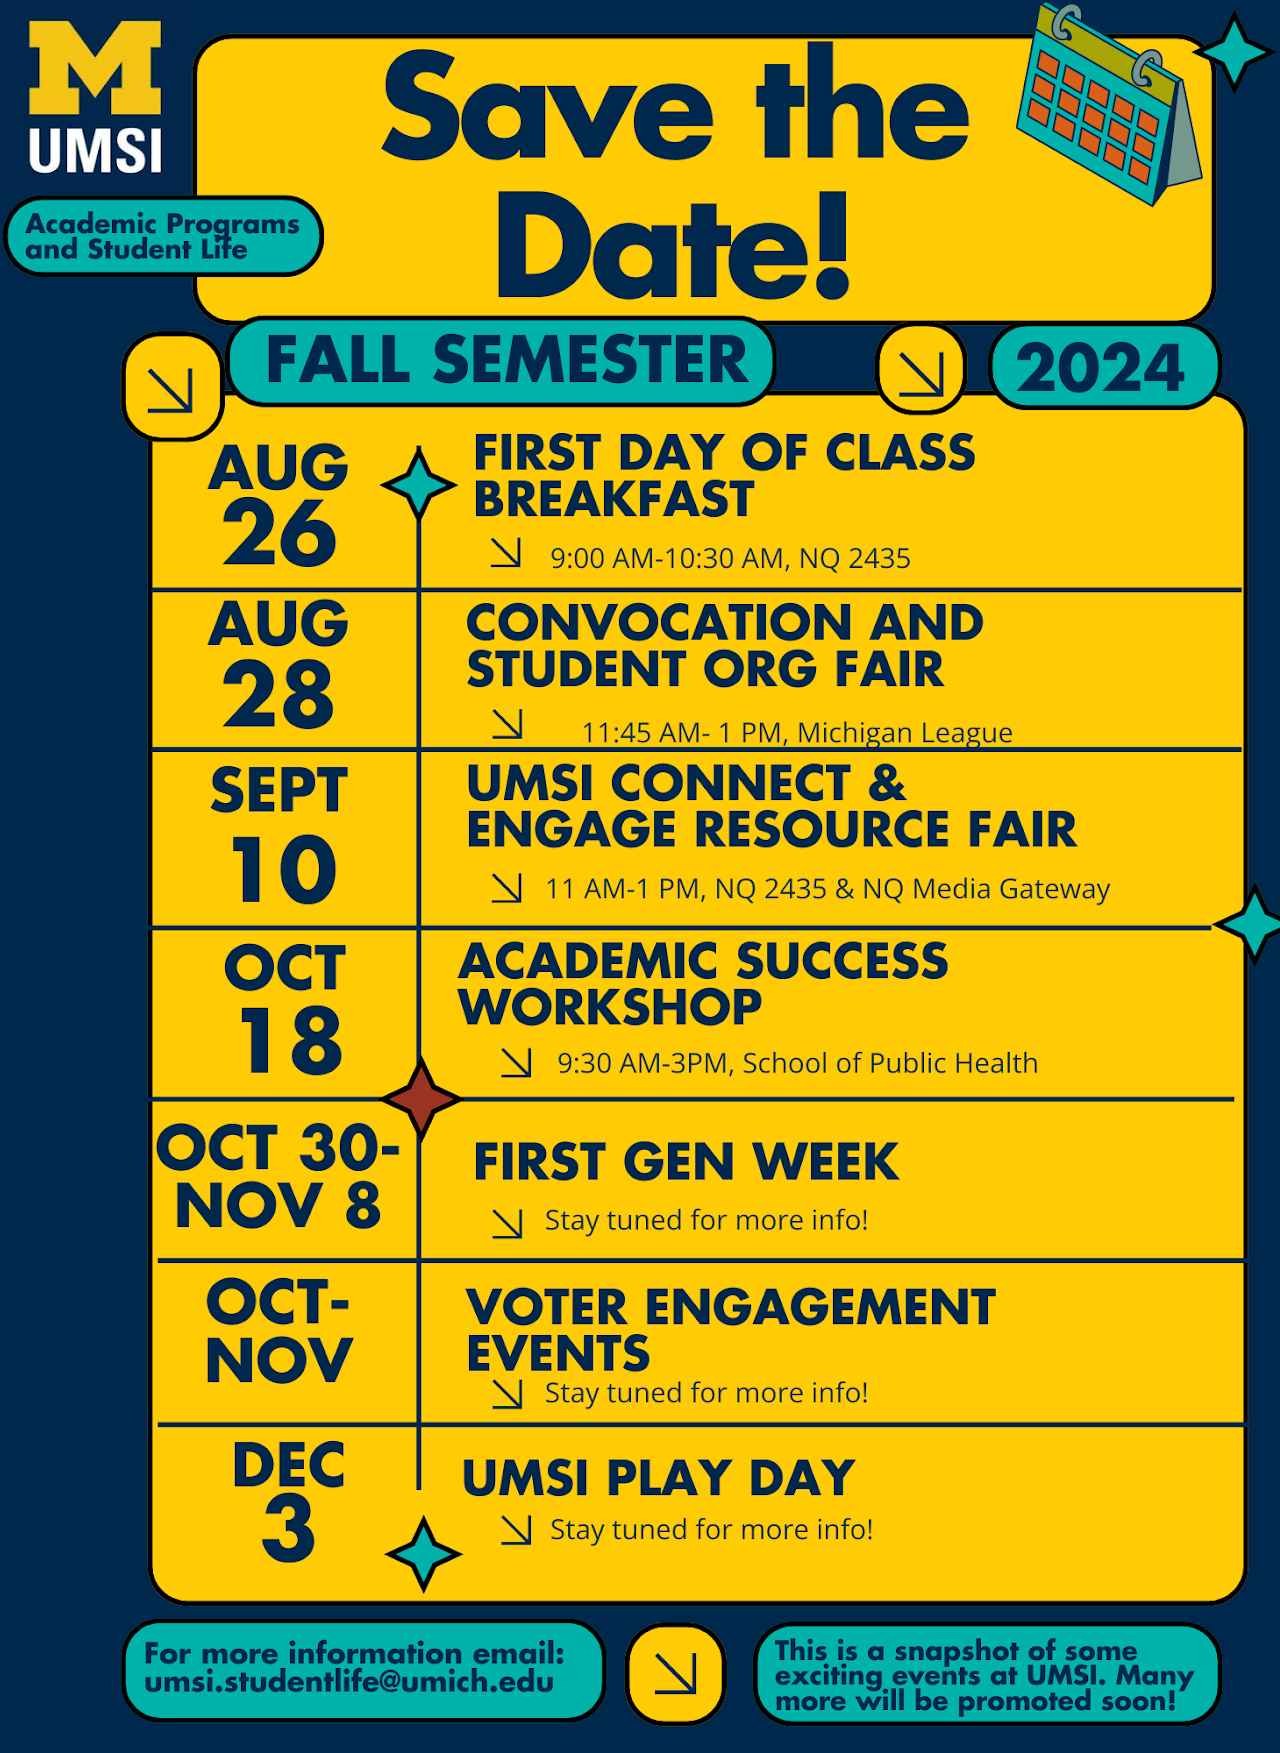 M
UMSI
Save the
Date!
Academic Programs
and Student Life
FALL SEMESTER
2024
AUG
26
FIRST DAY OF CLASS
BREAKFAST
9:00 AM-10:30 AM, NQ 2435
AUG
28
CONVOCATION AND
STUDENT ORG FAIR
11:45 AM- 1 PM, Michigan League
SEPT
10
UMSI CONNECT &
ENGAGE RESOURCE FAIR
11 AM-1 PM, NQ 2435 & NQ Media Gateway
OCT
18
ACADEMIC SUCCESS
WORKSHOP
9:30 AM-3PM, School of Public Health
OCT 30-
NOV 8
FIRST GEN WEEK
Stay tuned for more info!
OCT-
NOV
VOTER ENGAGEMENT
EVENTS
Stay tuned for more info!
DEC
3
UMSI PLAY DAY
Stay tuned for more info!
For more information email:
umsi.studentlife@umich.edu
This is a snapshot of some
exciting events at UMSI. Many
more will be promoted soon!